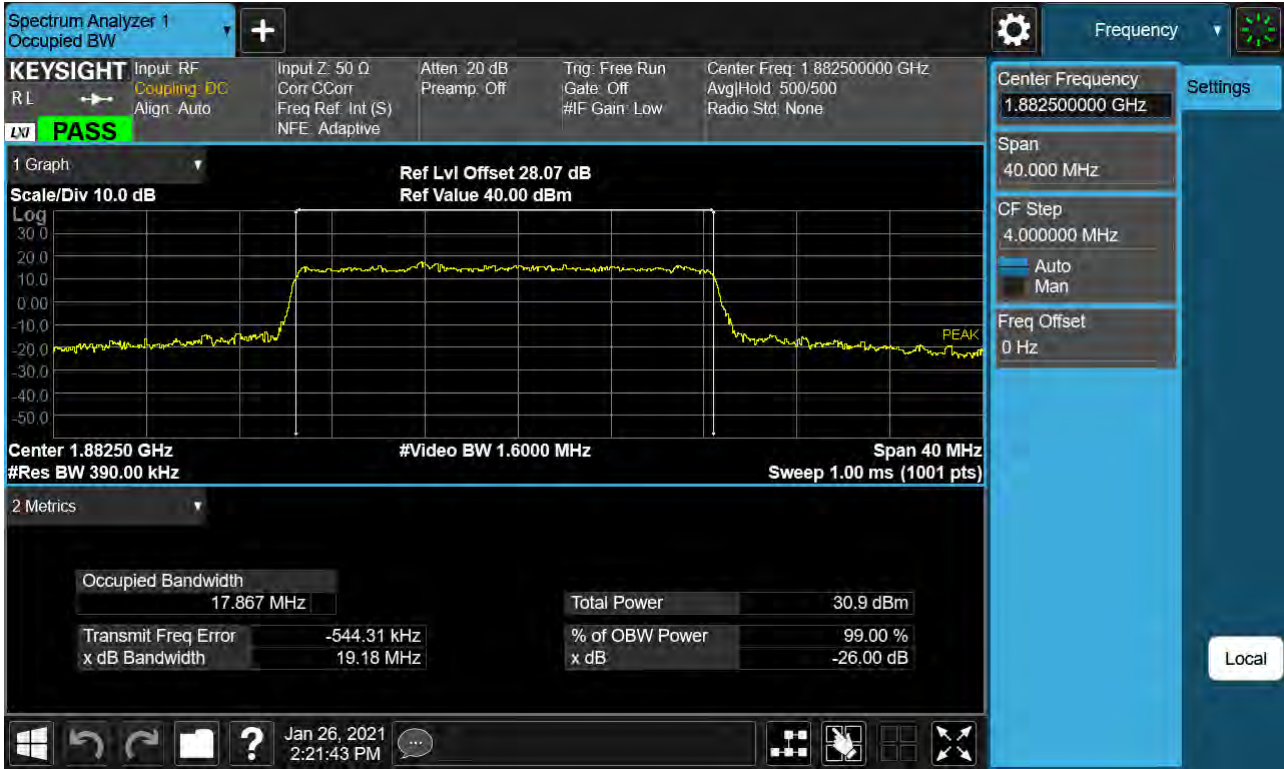 Spectrum Analyzer 1
Occupied BW
Frequency
KEYSIGHT
RL
LXI PASS
Input: RF
Coupling: DC
Align: Auto
Input Z: 50 Ω
Corr CCorr
Freq Ref: Int (S)
NFE: Adaptive
Atten: 20 dB
Preamp: Off
Trig: Free Run
Gate: Off
#IF Gain: Low
Center Freq: 1.882500000 GHz
Avg|Hold: 500/500
Radio Std: None
Center Frequency
1.882500000 GHz
Settings
Span
40.000 MHz
CF Step
4.000000 MHz
Auto
Man
Freq Offset
0 Hz
Local
1 Graph
Scale/Div 10.0 dB
Ref Lvl Offset 28.07 dB
Ref Value 40.00 dBm
Log
30.0
20.0
10.0
0.00
-10.0
-20.0
-30.0
-40.0
-50.0
PEAK
Center 1.88250 GHz
#Video BW 1.6000 MHz
Span 40 MHz
#Res BW 390.00 kHz
Sweep 1.00 ms (1001 pts)
2 Metrics
Occupied Bandwidth
17.867 MHz
Total Power 30.9 dBm
Transmit Freq Error -544.31 kHz
% of OBW Power 99.00 %
x dB Bandwidth 19.18 MHz
x dB -26.00 dB
Jan 26, 2021
2:21:43 PM